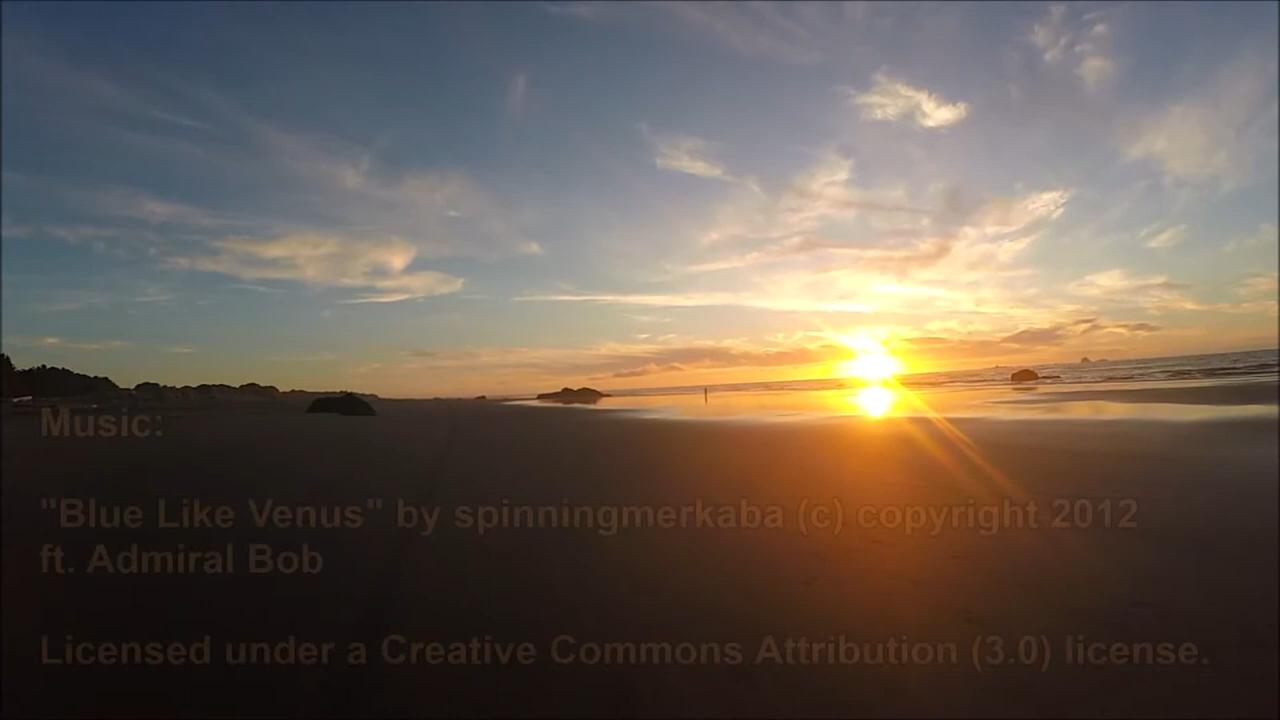 Music:
"Blue Like Venus" by spinningmerkaba (c) copyright 2012
ft. Admiral Bob
Licensed under a Creative Commons Attribution (3.0) license.